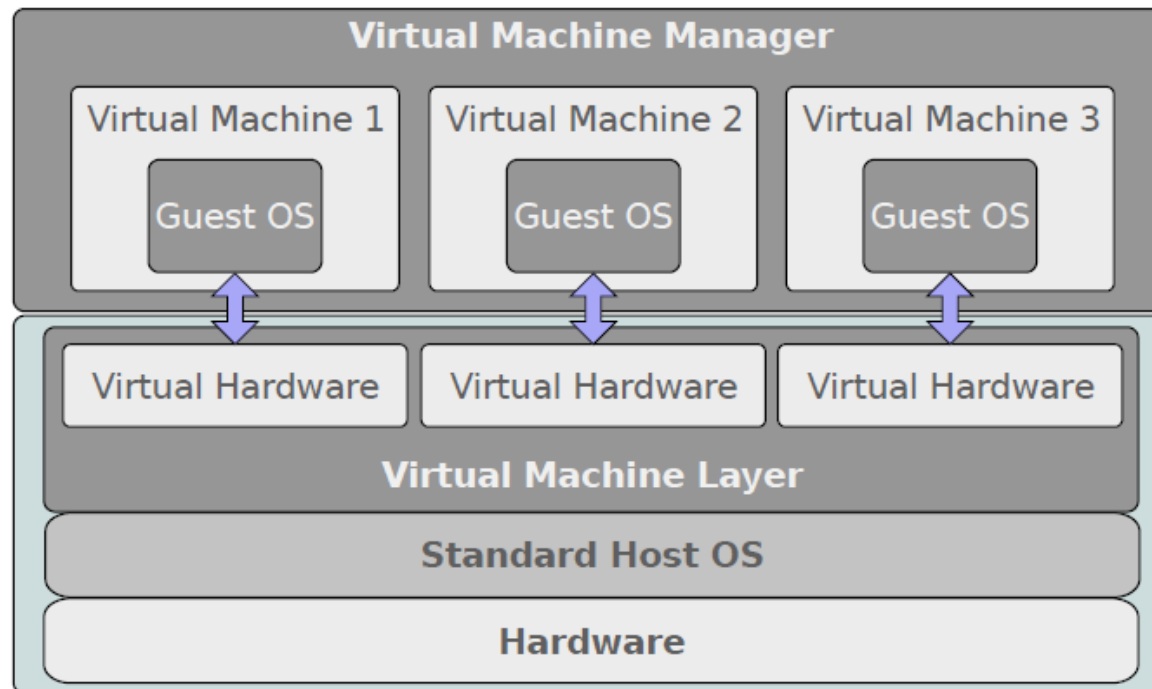 Virtual Machine Manager
Virtual Machine 1
Virtual Machine 2
Virtual Machine 3
Guest OS
Guest OS
Guest OS
Virtual Hardware
Virtual Hardware
Virtual Hardware
Virtual Machine Layer
Standard Host OS
Hardware